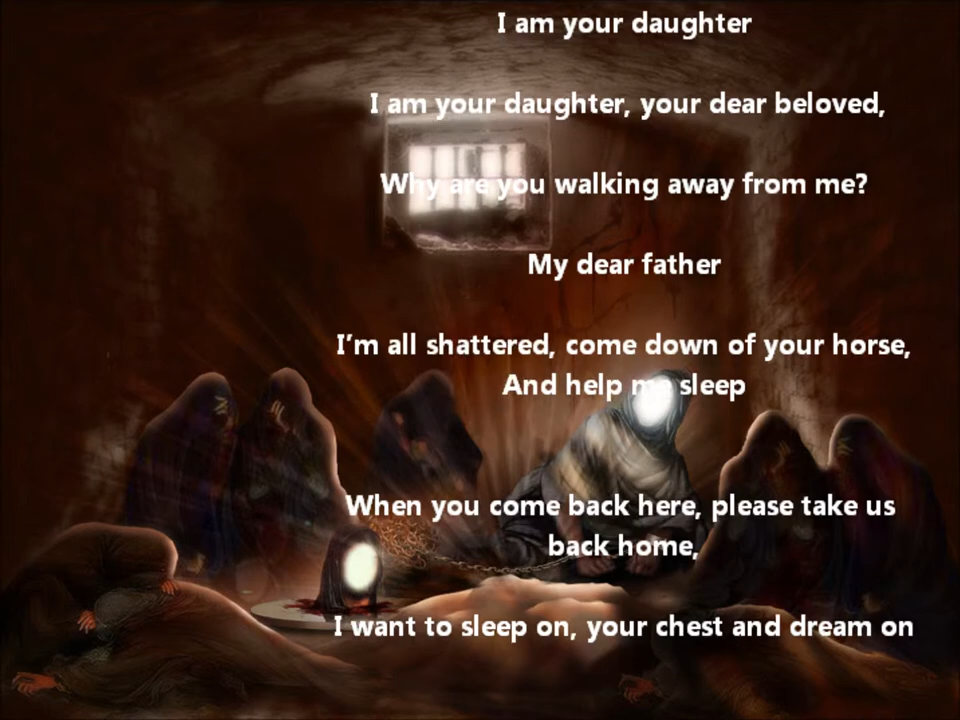 I am your daughter
I am your daughter, your dear beloved,
Why are you walking away from me?
My dear father
I'm all shattered, come down of your horse,
And help me sleep
When you come back here, please take us
back home,
I want to sleep on, your chest and dream on